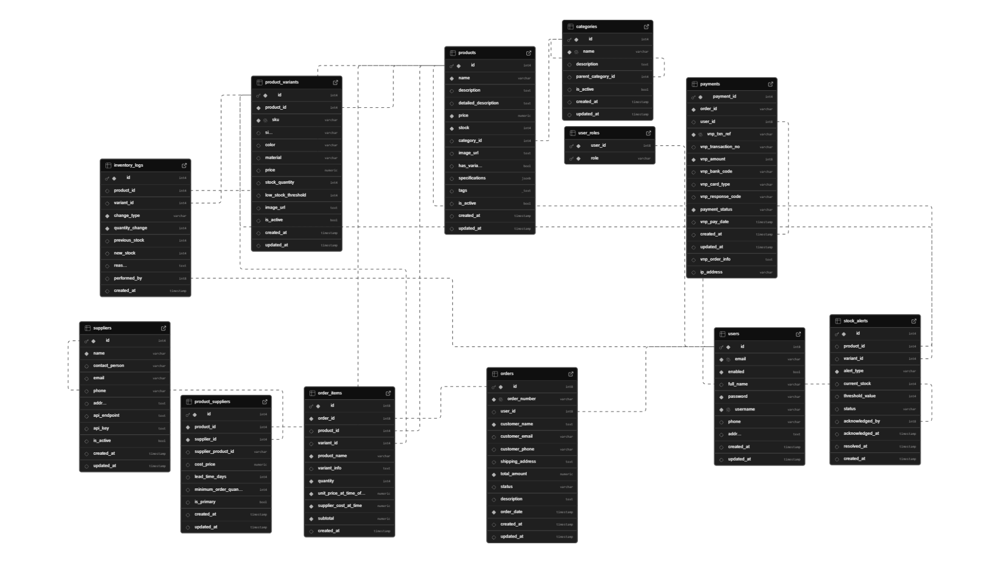 categories
id int4
name varchar
description text
parent_category_id int4
is_active bool
created_at timestamp
updated_at timestamp
products
id int4
name varchar
description text
detailed_description text
price numeric
stock int4
category_id int4
image_url text
has_varia... bool
specifications jsonb
tags _text
is_active bool
created_at timestamp
updated_at timestamp
product_variants
id int4
product_id int4
sku varchar
si... varchar
color varchar
material varchar
price numeric
stock_quantity int4
low_stock_threshold int4
image_url text
is_active bool
created_at timestamp
updated_at timestamp
payments
payment_id int4
order_id varchar
user_id int8
vnp_txn_ref varchar
vnp_transaction_no varchar
vnp_amount int8
vnp_bank_code varchar
vnp_card_type varchar
vnp_response_code varchar
payment_status varchar
vnp_pay_date timestamp
created_at timestamp
updated_at timestamp
vnp_order_info text
ip_address varchar
user_roles
user_id int8
role varchar
inventory_logs
id int4
product_id int4
variant_id int4
change_type varchar
quantity_change int4
previous_stock int4
new_stock int4
reas... text
performed_by int8
created_at timestamp
suppliers
id int4
name varchar
contact_person varchar
email varchar
phone varchar
addr... text
api_endpoint text
api_key text
is_active bool
created_at timestamp
updated_at timestamp
product_suppliers
id int4
product_id int4
supplier_id int4
supplier_product_id varchar
cost_price numeric
lead_time_days int4
minimum_order_quan... int4
is_primary bool
created_at timestamp
updated_at timestamp
order_items
id int8
order_id int8
product_id int4
variant_id int4
product_name varchar
variant_info text
quantity int4
unit_price_at_time_of... numeric
supplier_cost_at_time numeric
subtotal numeric
created_at timestamp
orders
id int8
order_number varchar
user_id int8
customer_name text
customer_email varchar
customer_phone varchar
shipping_address text
total_amount numeric
status varchar
description text
order_date timestamp
created_at timestamp
updated_at timestamp
users
id int8
email varchar
enabled bool
full_name varchar
password varchar
username varchar
phone varchar
addr... text
created_at timestamp
updated_at timestamp
stock_alerts
id int4
product_id int4
variant_id int4
alert_type varchar
current_stock int4
threshold_value int4
status varchar
acknowledged_by int8
acknowledged_at timestamp
resolved_at timestamp
created_at timestamp